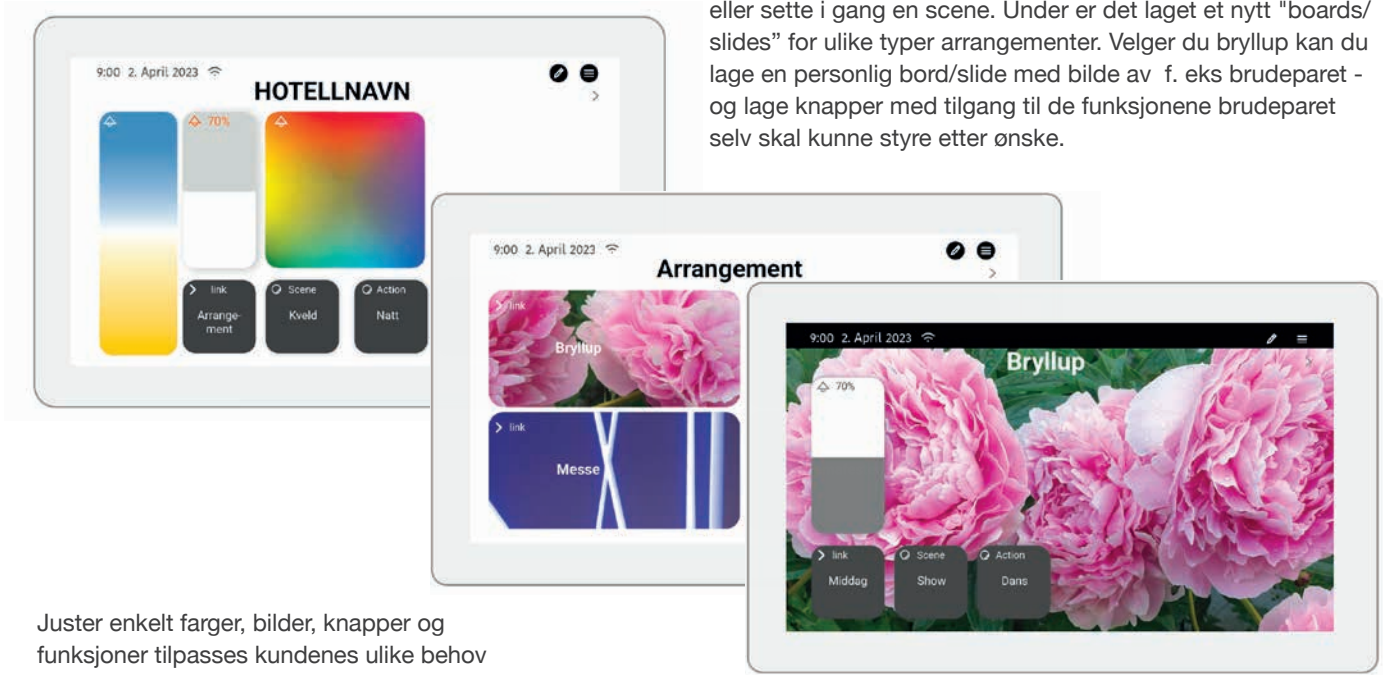 eller sette i gang en scene. Under er det laget et nytt "boards/
slides” for ulike typer arrangementer. Velger du bryllup kan du
lage en personlig bord/slide med bilde av  f. eks brudeparet -
og lage knapper med tilgang til de funksjonene brudeparet
selv skal kunne styre etter ønske.
9:00 2. April 2023
HOTELLNAVN
70%
link
Arrange-
ment
Scene
Kveld
Action
Natt
9:00 2. April 2023
Arrangement
link
Bryllup
link
Messe
9:00 2. April 2023
Bryllup
70%
link
Middag
Scene
Show
Action
Dans
Juster enkelt farger, bilder, knapper og
funksjoner tilpasses kundenes ulike behov